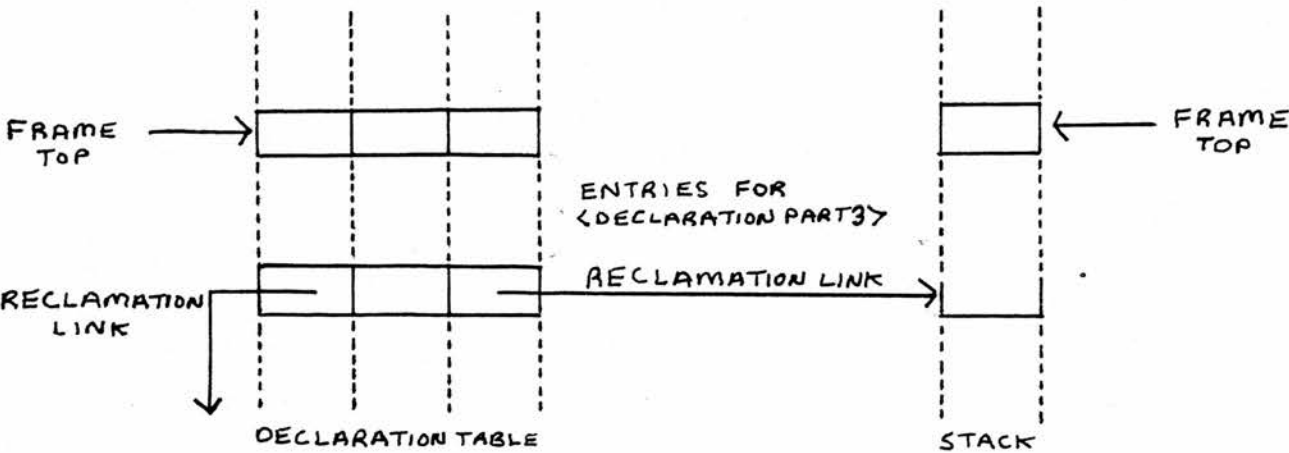 FRAME
TOP
FRAME
TOP
ENTRIES FOR
<DECLARATION PART3>
RECLAMATION
LINK
RECLAMATION LINK
DECLARATION TABLE
STACK